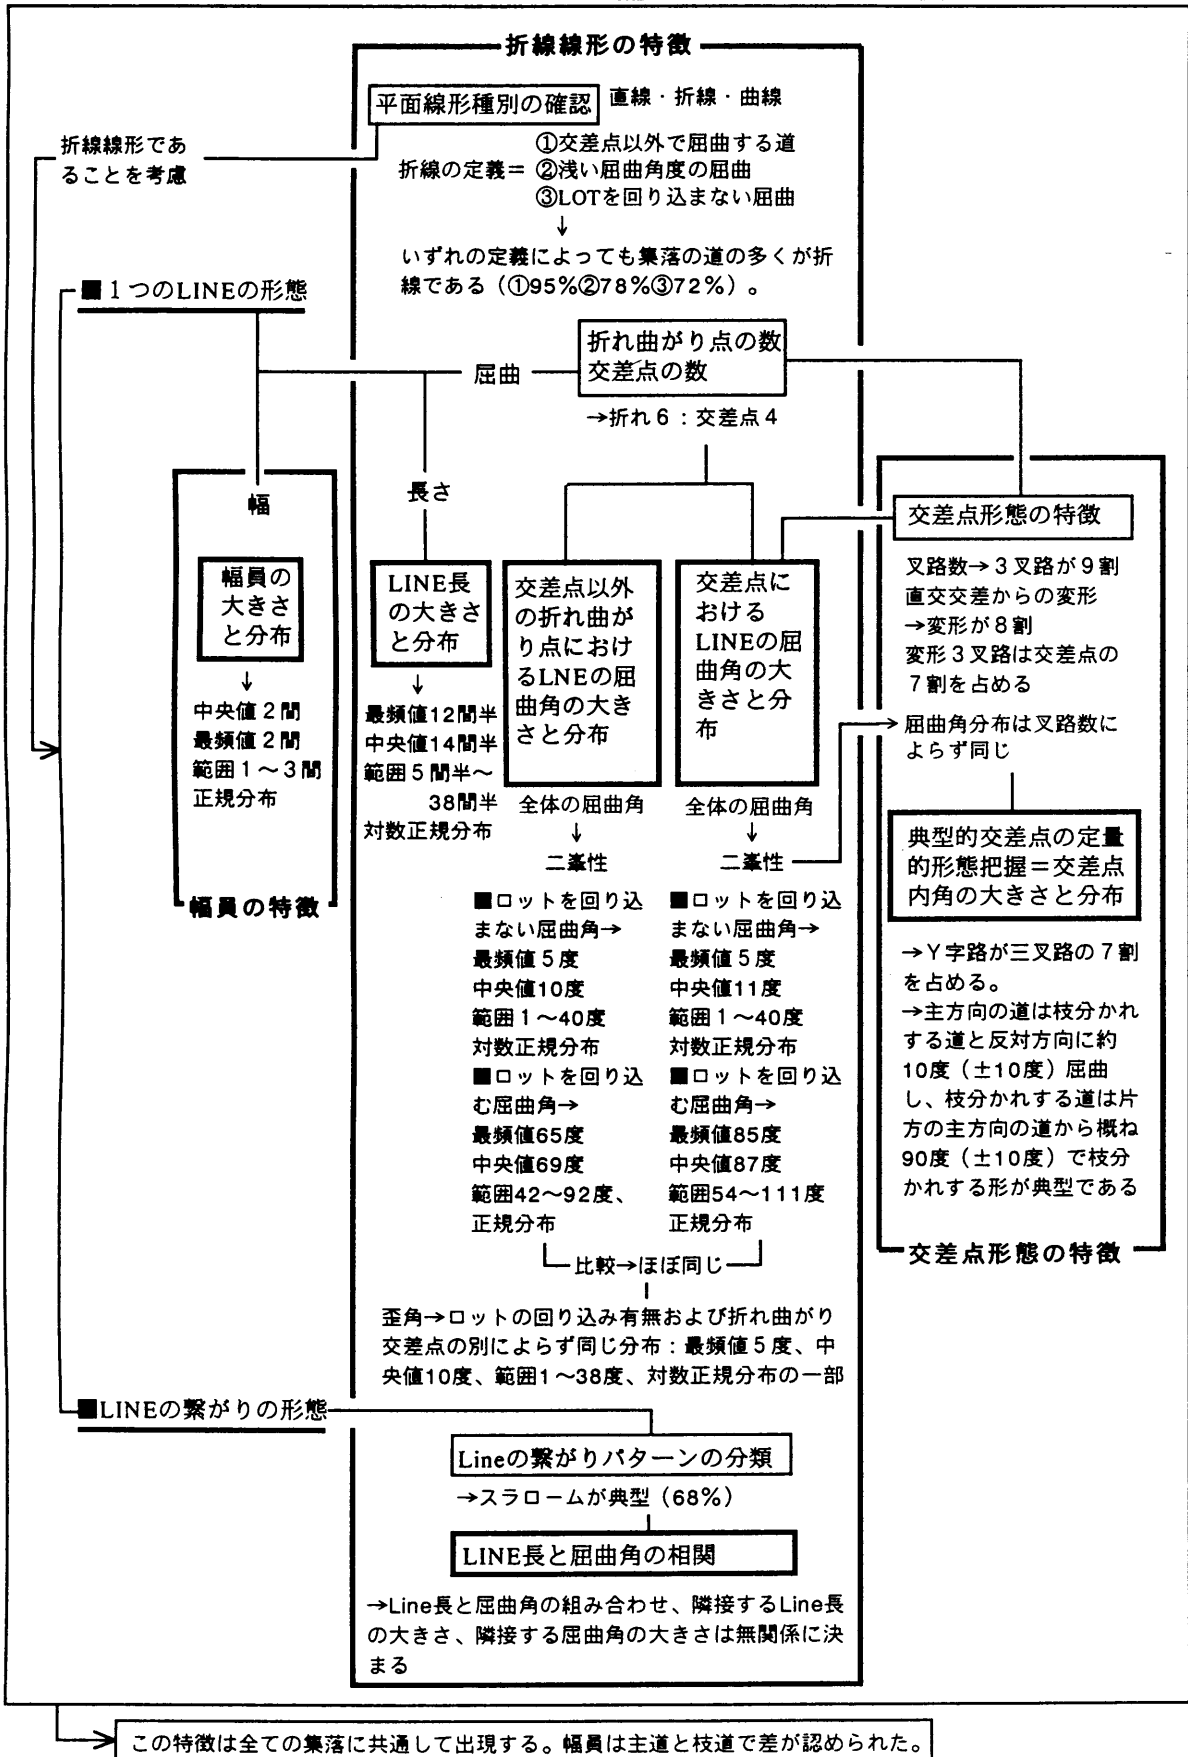 折線線形の特徴
平面線形種別の確認
直線・折線・曲線
折線線形であ
ることを考慮
折線の定義＝
①交差点以外で屈曲する道
②浅い屈曲角度の屈曲
③LOTを回り込まない屈曲
↓
いずれの定義によっても集落の道の多くが折
線である（①95％②78％③72％）。
■１つのLINEの形態
屈曲
折れ曲がり点の数
交差点の数
→折れ６：交差点４
幅
幅員の
大きさ
と分布
↓
中央値２間
最頻値２間
範囲１～３間
正規分布
幅員の特徴
長さ
LINE長
の大きさ
と分布
↓
最頻値12間半
中央値14間半
範囲５間半～
38間半
対数正規分布
交差点以外
の折れ曲が
り点におけ
るLNEの屈
曲角の大き
さと分布
全体の屈曲角
↓
二峯性
■ロットを回り込
まない屈曲角→
最頻値５度
中央値10度
範囲１～40度
対数正規分布
■ロットを回り込
む屈曲角→
最頻値65度
中央値69度
範囲42～92度、
正規分布
交差点に
おける
LINEの屈
曲角の大
きさと分
布
全体の屈曲角
↓
二峯性
■ロットを回り込
まない屈曲角→
最頻値５度
中央値11度
範囲１～40度
対数正規分布
■ロットを回り込
む屈曲角→
最頻値85度
中央値87度
範囲54～111度
正規分布
比較→ほぼ同じ
歪角→ロットの回り込み有無および折れ曲がり
交差点の別によらず同じ分布：最頻値５度、中
央値10度、範囲１～38度、対数正規分布の一部
交差点形態の特徴
叉路数→３叉路が９割
直交交差からの変形
→変形が８割
変形３叉路は交差点の
７割を占める
屈曲角分布は叉路数に
よらず同じ
典型的交差点の定量
的形態把握＝交差点
内角の大きさと分布
→Ｙ字路が三叉路の７割
を占める。
→主方向の道は枝分かれ
する道と反対方向に約
10度（±10度）屈曲
し、枝分かれする道は片
方の主方向の道から概ね
90度（±10度）で枝分
かれする形が典型である
交差点形態の特徴
■LINEの繋がりの形態
Lineの繋がりパターンの分類
→スラロームが典型（68％）
LINE長と屈曲角の相関
→Line長と屈曲角の組み合わせ、隣接するLine長
の大きさ、隣接する屈曲角の大きさは無関係に決
まる
この特徴は全ての集落に共通して出現する。幅員は主道と枝道で差が認められた。